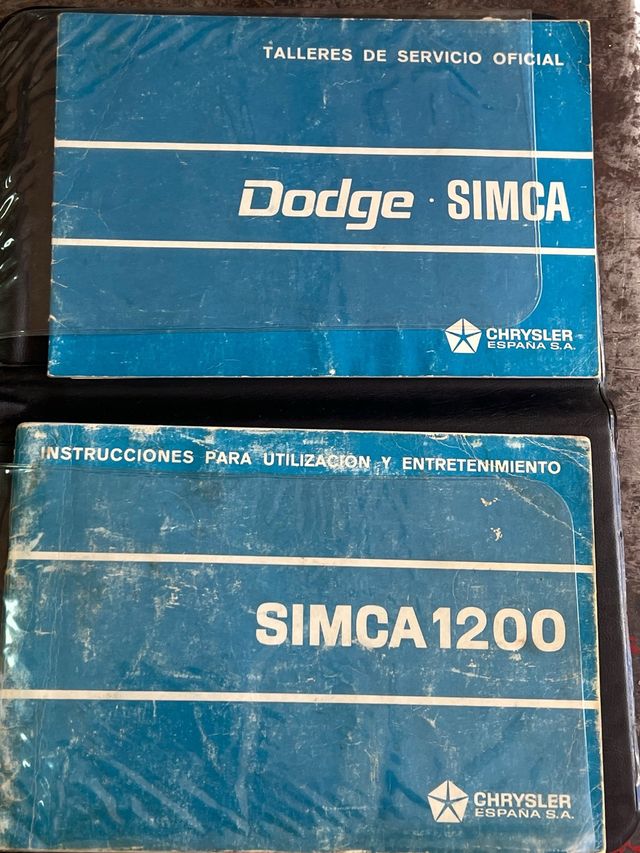 TALLERES DE SERVICIO OFICIAL
Dodge · SIMCA
CHRYSLER
ESPAÑA S.A.
INSTRUCCIONES PARA UTILIZACION Y ENTRETENIMIENTO
SIMCA 1200
CHRYSLER
ESPAÑA S.A.